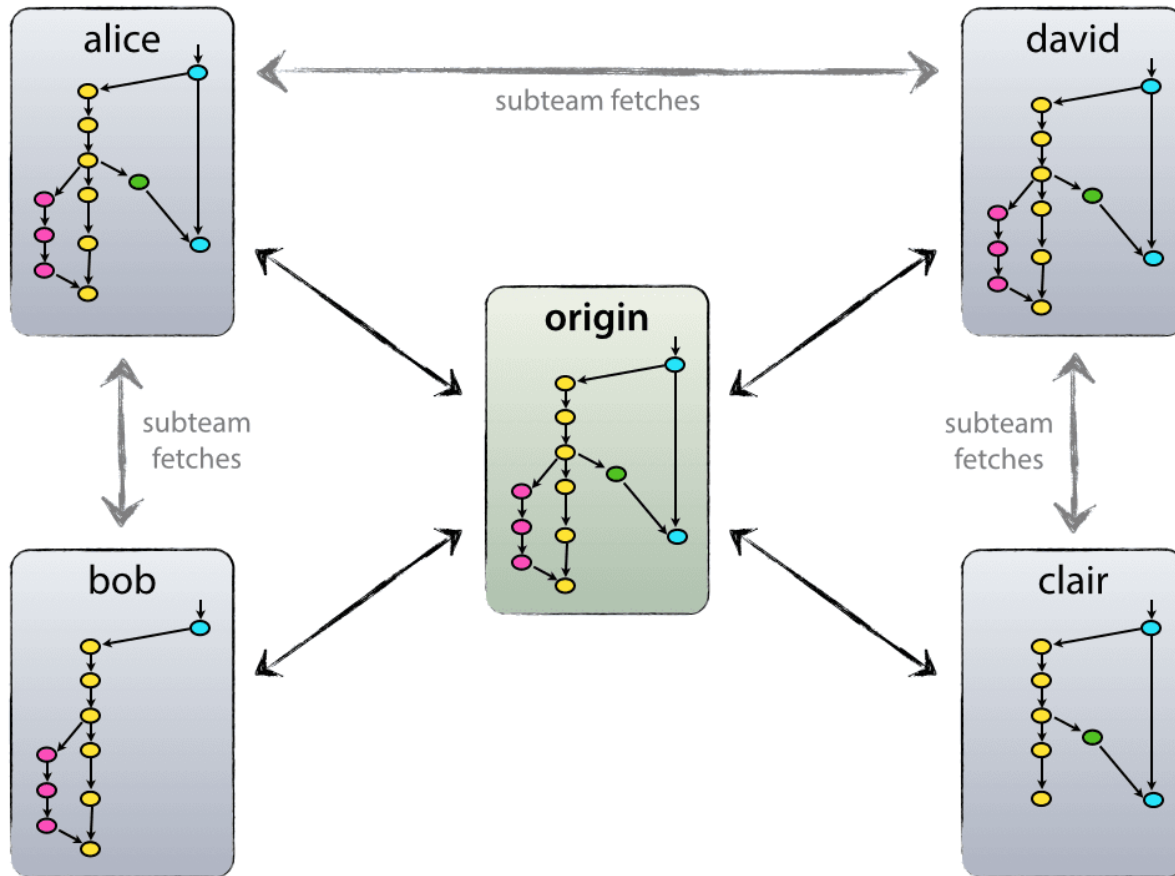 alice
david
subteam fetches
origin
subteam
fetches
subteam
fetches
bob
clair